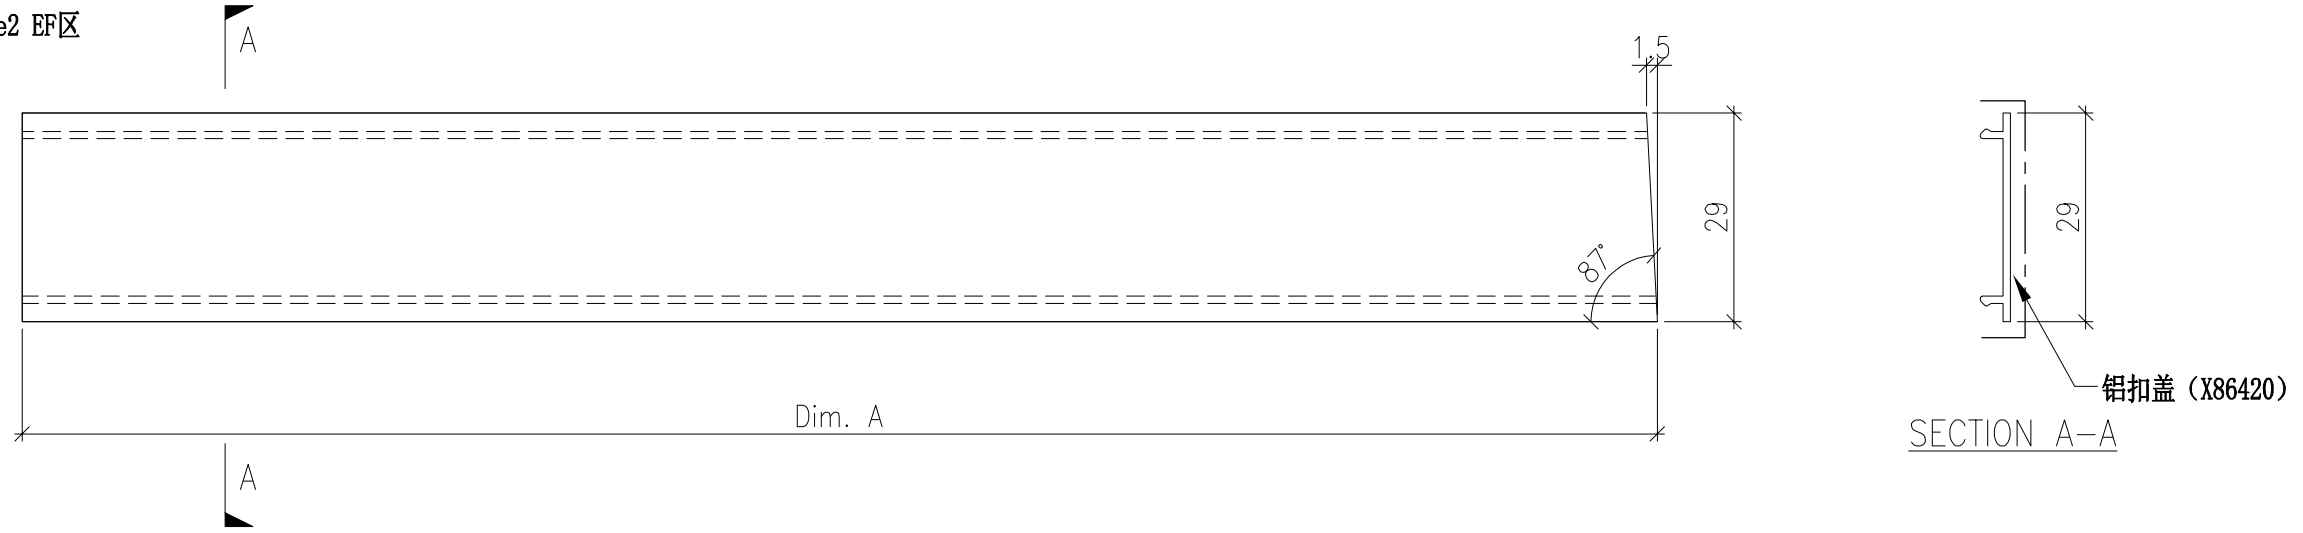 e2 EF区
A
1.5
29
87°
Dim. A
A
29
铝扣盖（X86420）
SECTION A-A